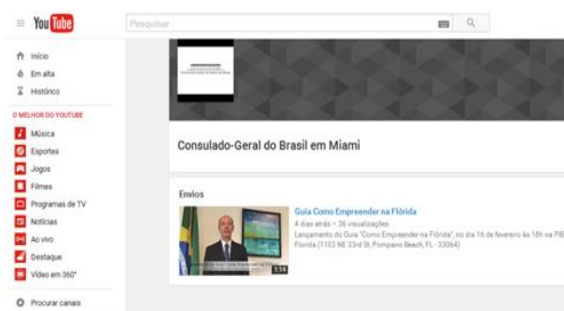 YouTube
Pesquisar
Início
Em alta
Histórico
O MELHOR DO YOUTUBE
Música
Esportes
Jogos
Filmes
Programas de TV
Notícias
Ao vivo
Destaque
Vídeo em 360°
Procurar canais
Consulado-Geral do Brasil em Miami
Envios
Guia Como Empreender na Flórida
4 dias atrás • 26 visualizações
Lançamento do Guia "Como Empreender na Flórida", no dia 16 de fevereiro às 18h na PIB
Florida (1103 NE 33rd St, Pompano Beach, FL - 33064)
1:14